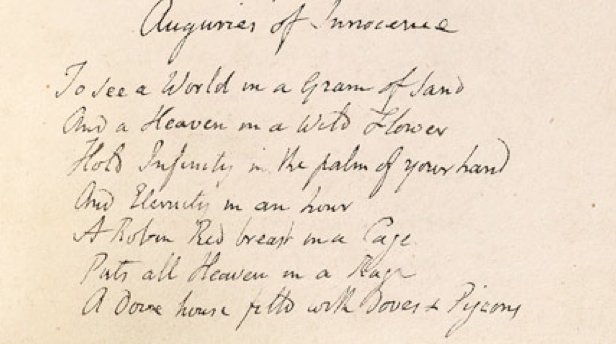 Auguries of Innocence
To see a World in a Grain of Sand
And a Heaven in a Wild Flower
Hold Infinity in the palm of your hand
And Eternity in an hour
A Robin Red breast in a Cage
Puts all Heaven in a Rage
A Dove house filld with Doves & Pigeons